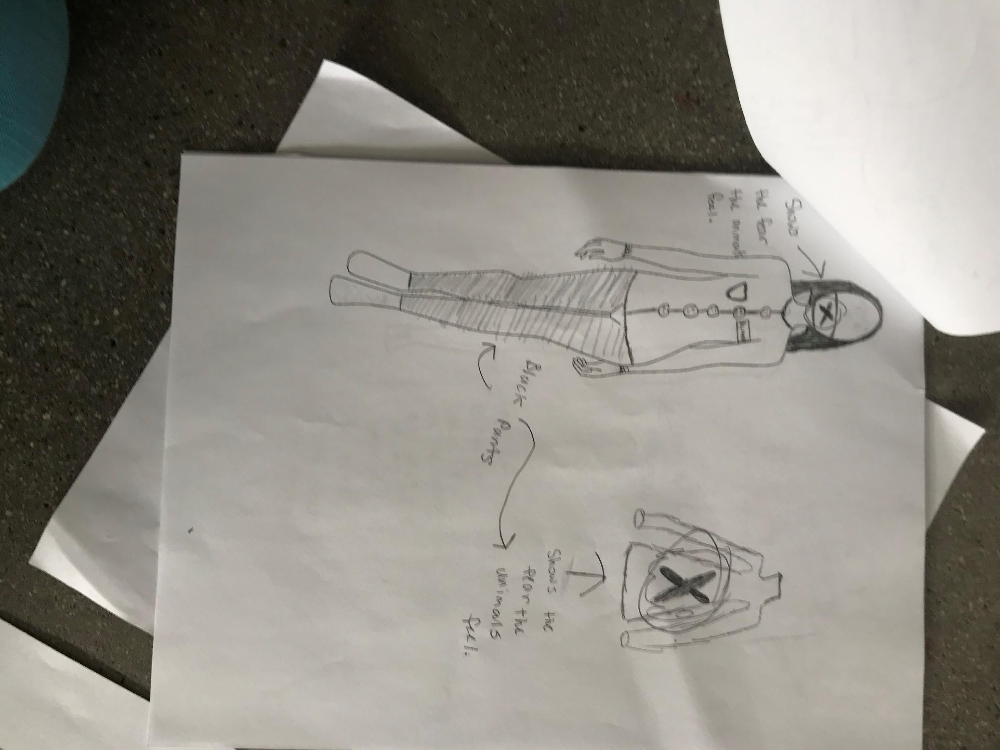 Shows
the fear
the animals
feel.
Black
Pants
Shows the
fear the
animals
feel.